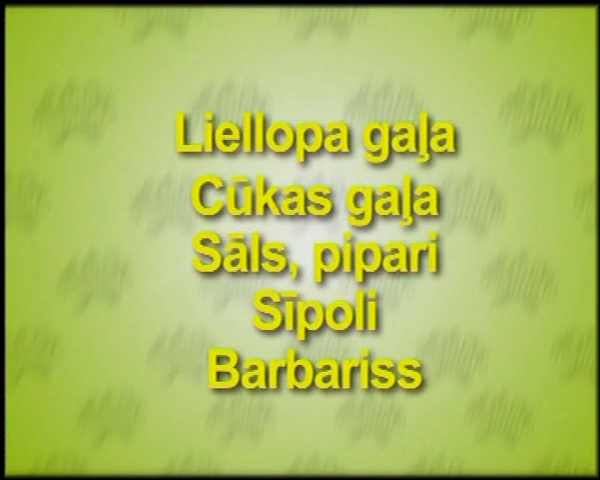 Liellopa gaļa
Cūkas gaļa
Sāls, pipari
Sīpoli
Barbariss